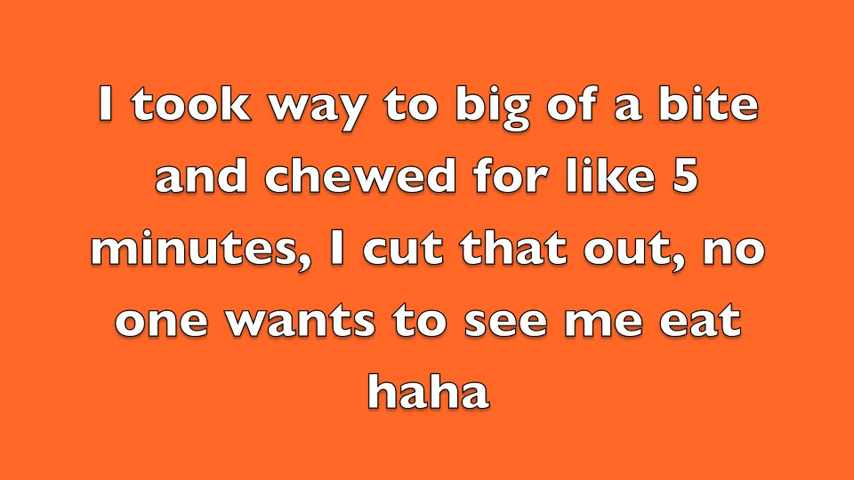 I took way to big of a bite
and chewed for like 5
minutes, I cut that out, no
one wants to see me eat
haha